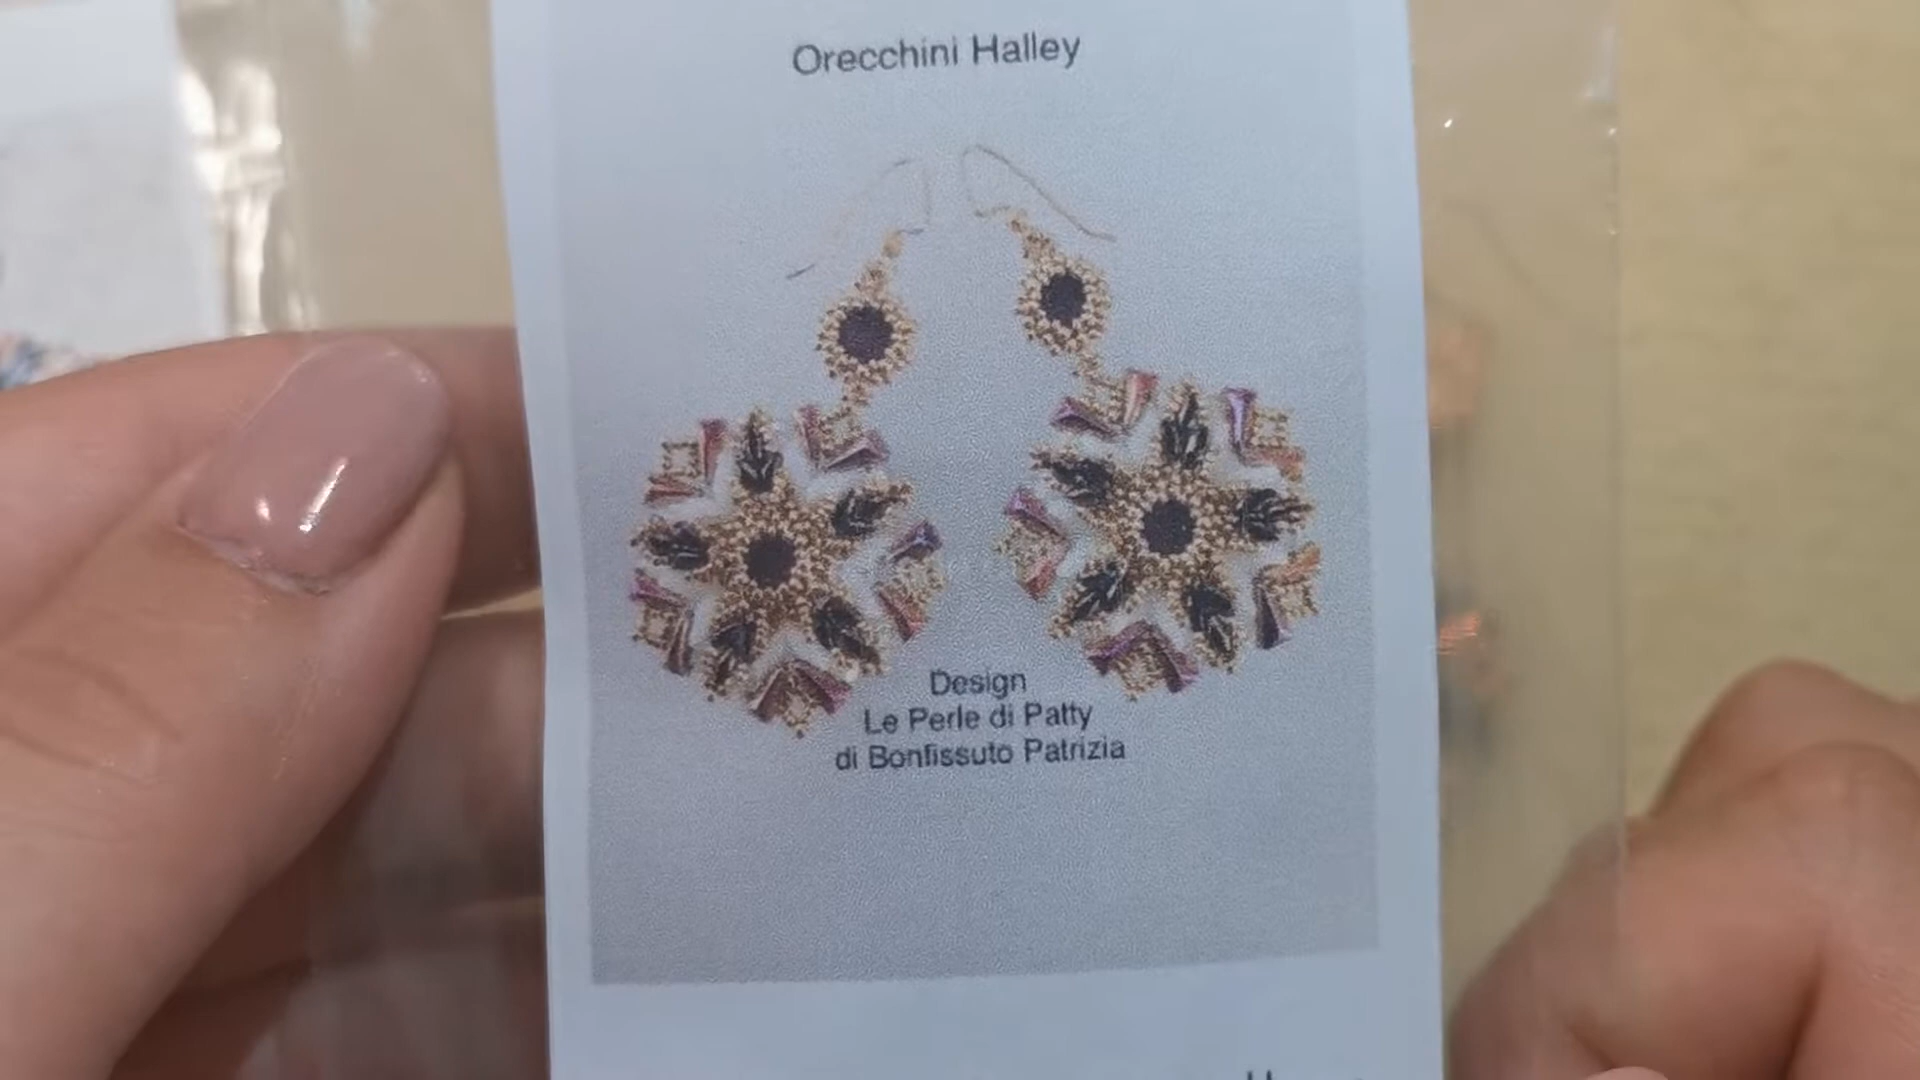 Orecchini Halley
Design
Le Perle di Patty
di Bonfissuto Patrizia